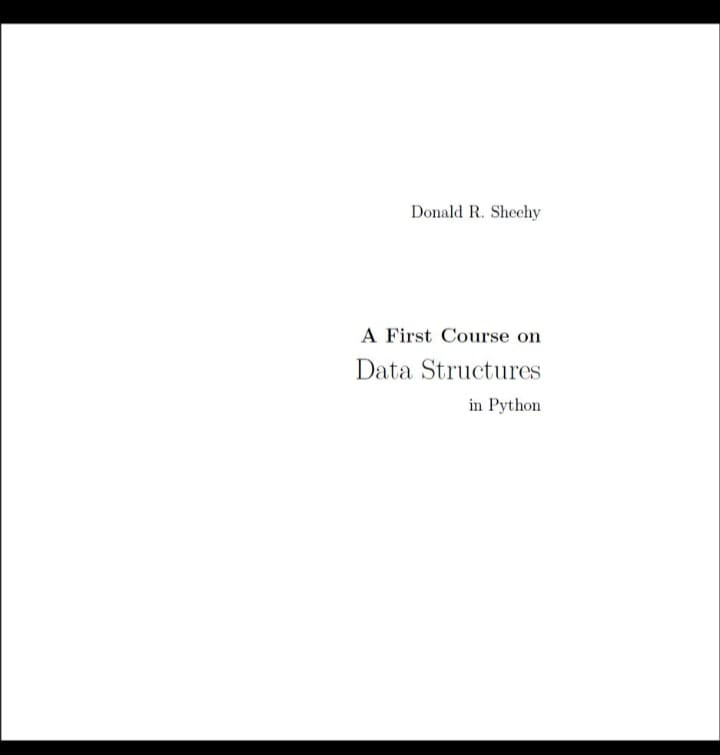 Donald R. Sheehy
A First Course on
Data Structures
in Python